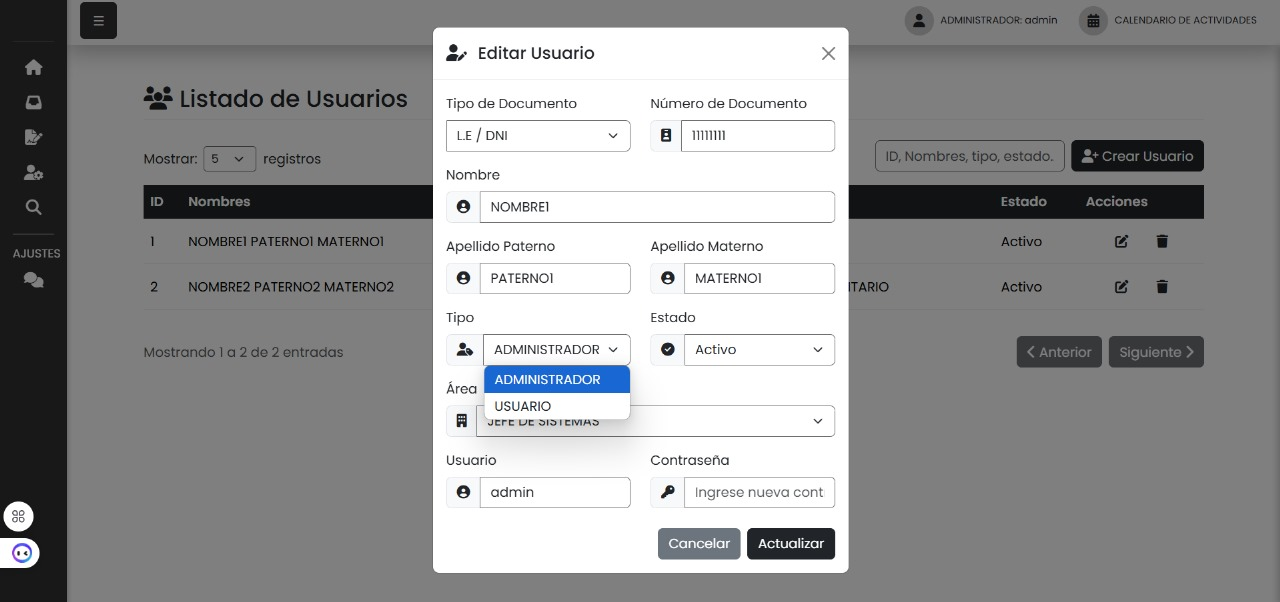 ADMINISTRADOR: admin
CALENDARIO DE ACTIVIDADES
AJUSTES
Listado de Usuarios
Mostrar: 5 registros
ID, Nombres, tipo, estado.
Crear Usuario
ID Nombres Estado Acciones
1 NOMBRE1 PATERNO1 MATERNO1 Activo
2 NOMBRE2 PATERNO2 MATERNO2 Activo
Mostrando 1 a 2 de 2 entradas
Anterior
Siguiente
Editar Usuario
Tipo de Documento
L.E / DNI
Número de Documento
11111111
Nombre
NOMBRE1
Apellido Paterno
PATERNO1
Apellido Materno
MATERNO1
Tipo
ADMINISTRADOR
ADMINISTRADOR
USUARIO
Estado
Activo
Área
JEFE DE SISTEMAS
Usuario
admin
Contraseña
Ingrese nueva cont
Cancelar
Actualizar